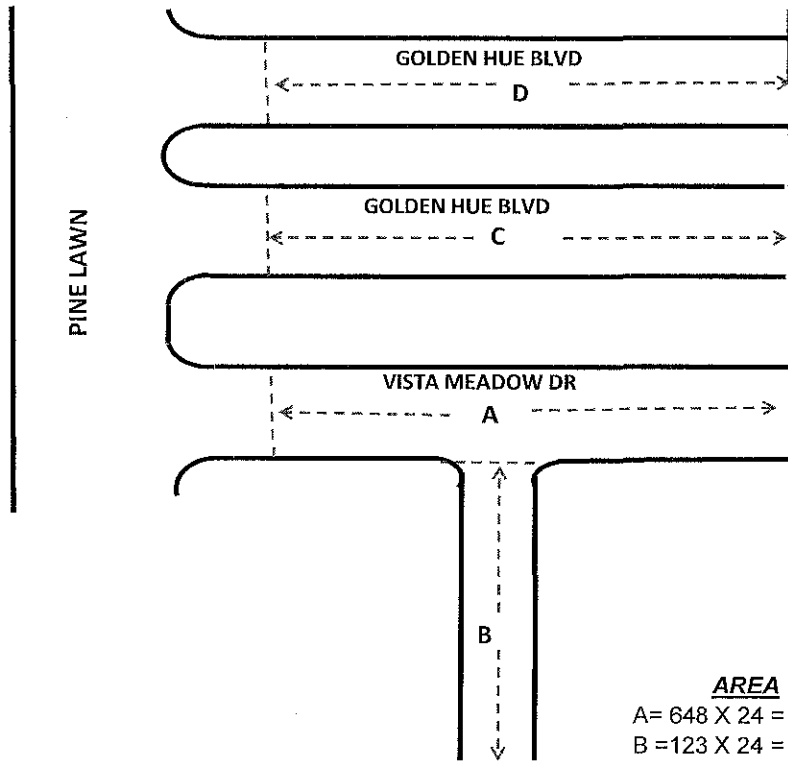 GOLDEN HUE BLVD
D
PINE LAWN
GOLDEN HUE BLVD
C
VISTA MEADOW DR
A
B
AREA
A= 648 X 24 =
B =123 X 24 =